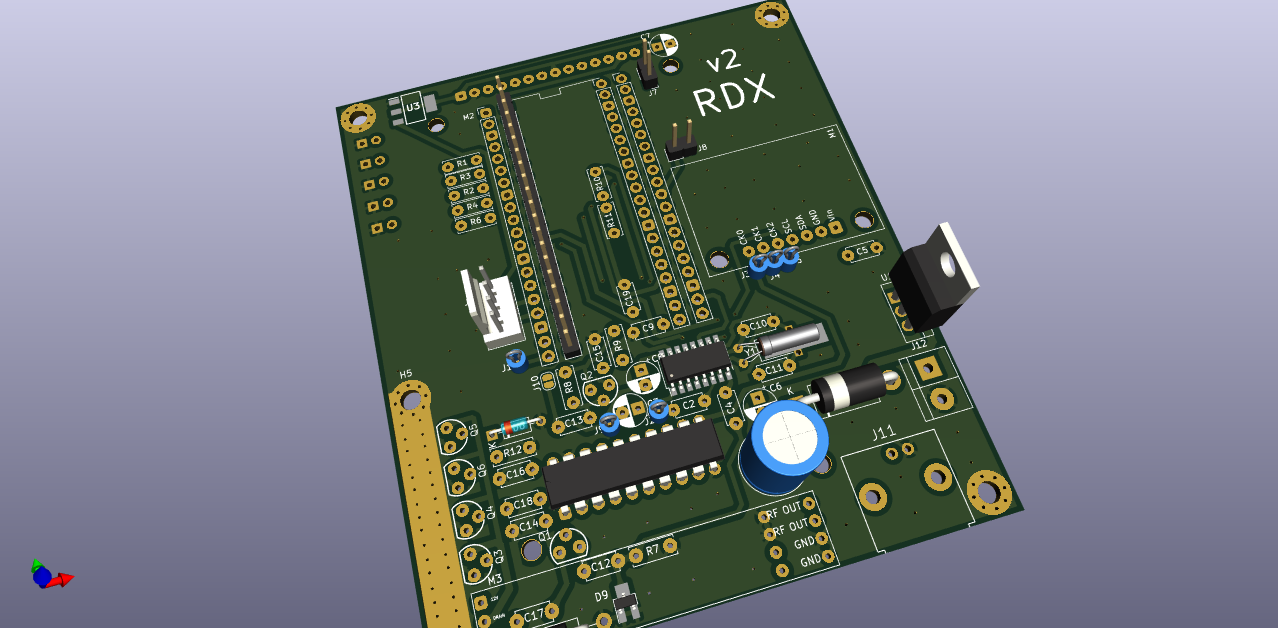 C7
v2
RDX
J7
U3
M2
J8
M1
R1
R3
R2
R4
R6
R10
R11
CK0
CK1
CK2
SCL
SDA
GND
Vin
C5
C19
C9
C10
C15
R9
Y1
C11
J12
H5
J10
R8
Q2
C6
K
C2
C4
C13
Q5
K
R12
C16
Q6
J11
C18
C14
Q4
Q1
RF OUT
RF OUT
GND
GND
Q3
M3
C12
R7
D9
C17